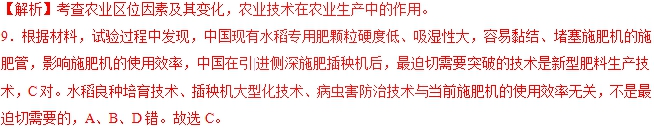 【解析】考查农业区位因素及其变化，农业技术在农业生产中的作用。
9．根据材料，试验过程中发现，中国现有水稻专用肥颗粒硬度低、吸湿性大，容易黏结、堵塞施肥机的施
肥管，影响施肥机的使用效率，中国在引进侧深施肥插秧机后，最迫切需要突破的技术是新型肥料生产技
术，C 对。水稻良种培育技术、插秧机大型化技术、病虫害防治技术与当前施肥机的使用效率无关，不是最
迫切需要的，A、B、D 错。故选 C。